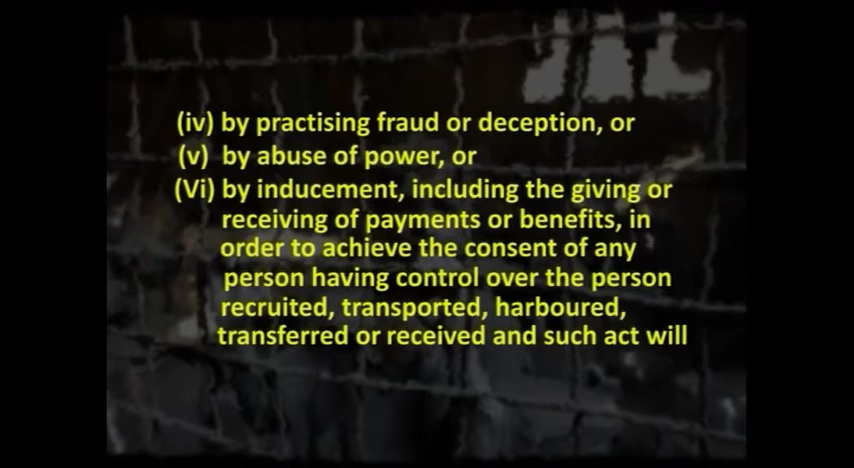 (iv) by practising fraud or deception, or
(v) by abuse of power, or
(Vi) by inducement, including the giving or
receiving of payments or benefits, in
order to achieve the consent of any
person having control over the person
recruited, transported, harboured,
transferred or received and such act will